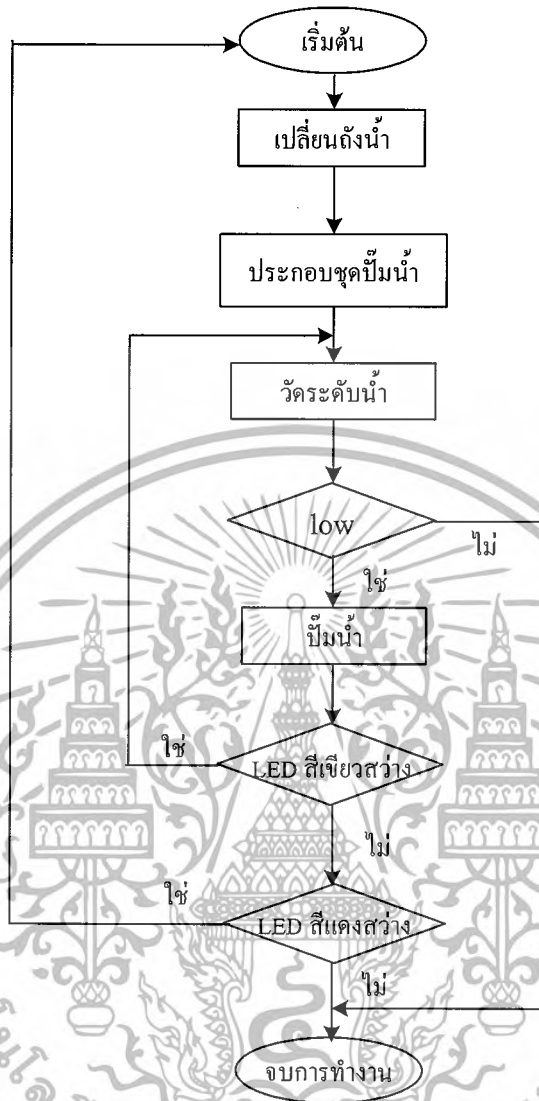 เริ่มต้น
เปลี่ยนถังน้ำ
ประกอบชุดปั๊มน้ำ
วัดระดับน้ำ
low
ไม่
ใช่
ปั๊มน้ำ
ใช่
LED สีเขียวสว่าง
ไม่
ใช่
LED สีแดงสว่าง
ไม่
จบการทำงาน